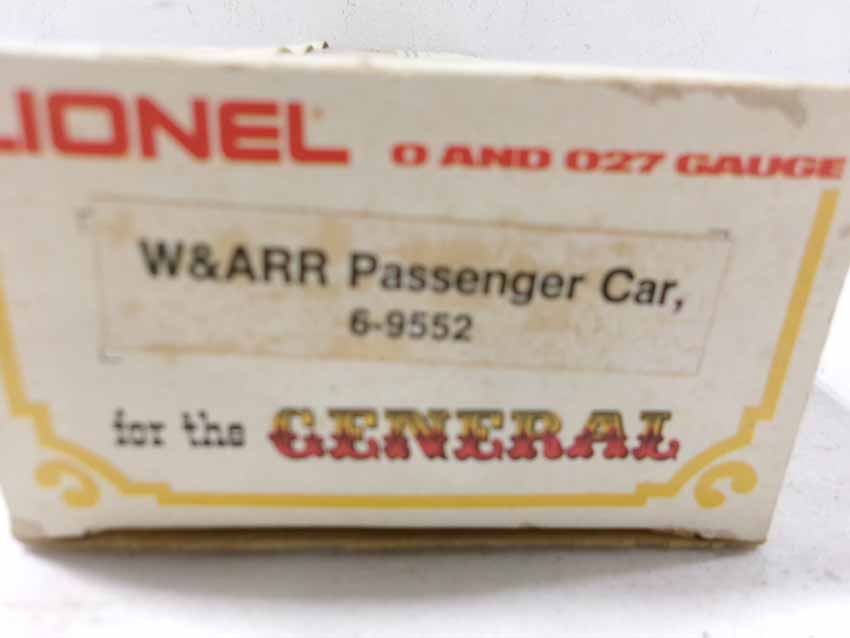 LIONEL O AND O27 GAUGE
W&ARR Passenger Car,
6-9552
for the GENERAL